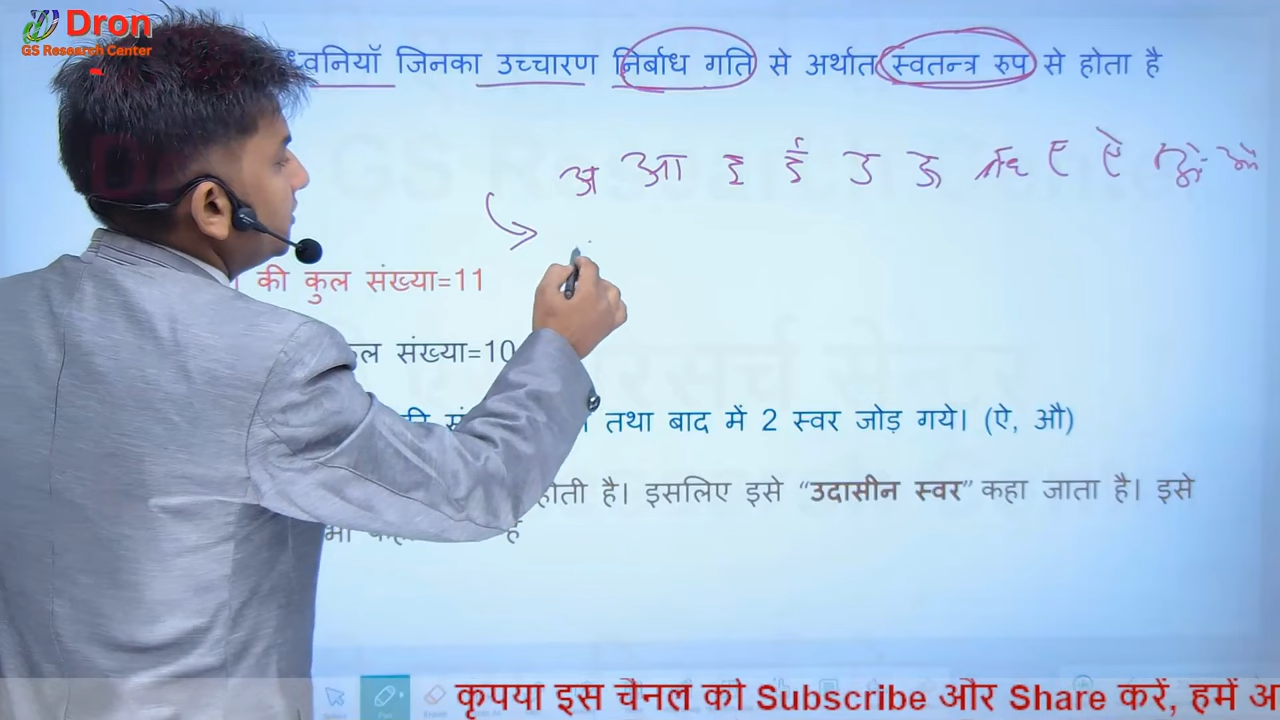 Dron
GS Research Center
ध्वनियाॅ जिनका उच्चारण निर्बाध गति से अर्थात स्वतन्त्र रुप से होता है
अ आ इ ई उ ऊ ऋ ए ऐ ओ औ
की कुल संख्या=11
कुल संख्या=10
तथा बाद में 2 स्वर जोड़ गये। (ऐ, औ)
होती है। इसलिए इसे “उदासीन स्वर” कहा जाता है। इसे
कृपया इस चैनल को Subscribe और Share करें, हमें